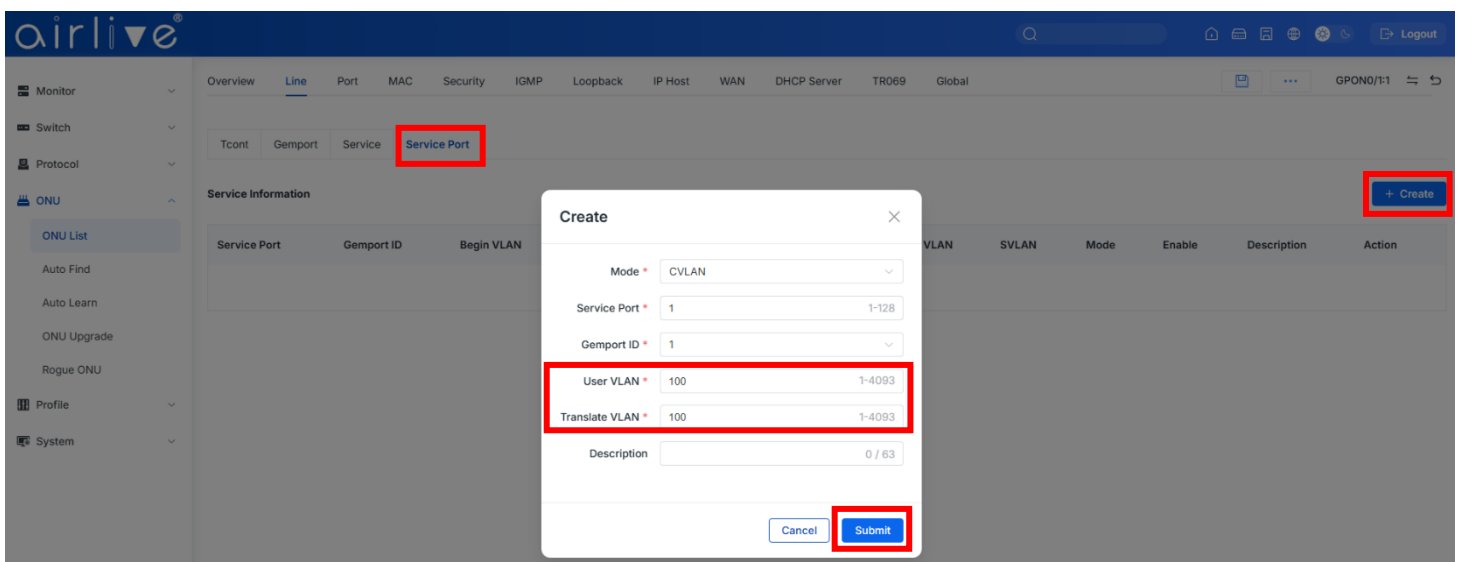 airlive®
Logout
Monitor
Switch
Protocol
ONU
ONU List
Auto Find
Auto Learn
ONU Upgrade
Rogue ONU
Profile
System
Overview Line Port MAC Security IGMP Loopback IP Host WAN DHCP Server TR069 Global
... GPON0/1:1
Tcont Gemport Service Service Port
Service Information
+ Create
Service Port Gemport ID Begin VLAN VLAN SVLAN Mode Enable Description Action
Create
Mode * CVLAN
Service Port * 1 1-128
Gemport ID * 1
User VLAN * 100 1-4093
Translate VLAN * 100 1-4093
Description 0 / 63
Cancel Submit